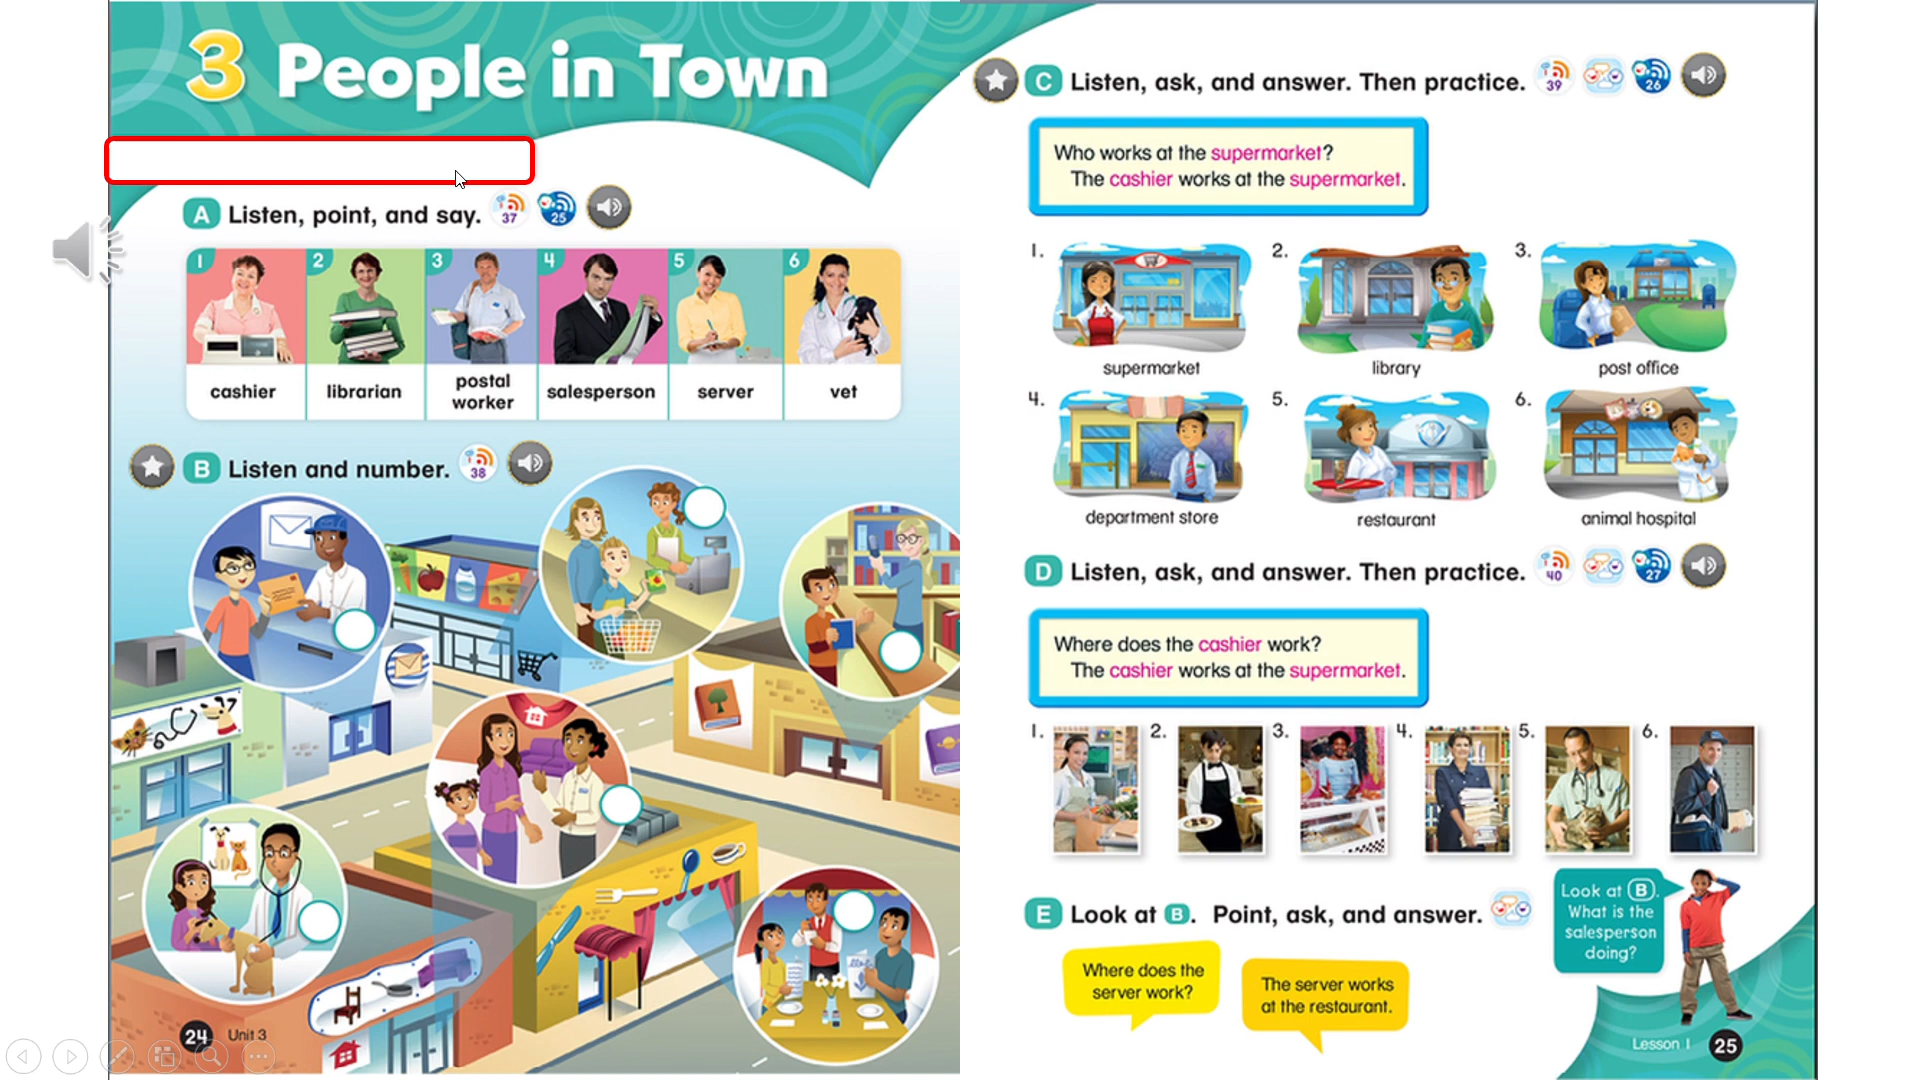 3 People in Town
A Listen, point, and say. 37 25
1 2 3 4 5 6
cashier
librarian
postal
worker
salesperson
server
vet
B Listen and number. 38
24 Unit 3
C Listen, ask, and answer. Then practice. 39 26
Who works at the supermarket?
The cashier works at the supermarket.
1. 2. 3.
supermarket
library
post office
4. 5. 6.
department store
restaurant
animal hospital
D Listen, ask, and answer. Then practice. 40 27
Where does the cashier work?
The cashier works at the supermarket.
1. 2. 3. 4. 5. 6.
E Look at B. Point, ask, and answer.
Where does the
server work?
The server works
at the restaurant.
Look at B.
What is the
salesperson
doing?
Lesson 1 25